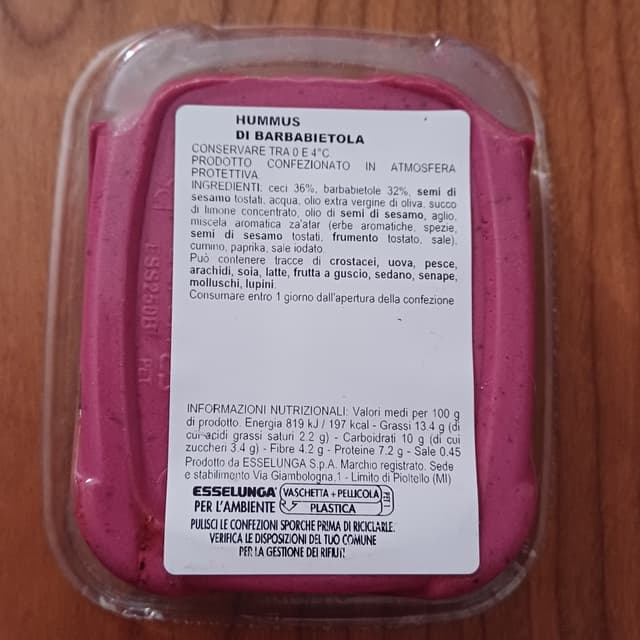 HUMMUS
DI BARBABIETOLA
CONSERVARE TRA 0 E 4°C
PRODOTTO CONFEZIONATO IN ATMOSFERA
PROTETTIVA
INGREDIENTI: ceci 36%, barbabietole 32%, semi di
sesamo tostati, acqua, olio extra vergine di oliva, succo
di limone concentrato, olio di semi di sesamo, aglio,
miscela aromatica za'atar (erbe aromatiche, spezie,
semi di sesamo tostati, frumento tostato, sale),
cumino, paprika, sale iodato.
Può contenere tracce di crostacei, uova, pesce,
arachidi, soia, latte, frutta a guscio, sedano, senape,
molluschi, lupini.
Consumare entro 1 giorno dall'apertura della confezione
INFORMAZIONI NUTRIZIONALI: Valori medi per 100 g
di prodotto. Energia 819 kJ / 197 kcal - Grassi 13.4 g (di
cui acidi grassi saturi 2.2 g) - Carboidrati 10 g (di cui
zuccheri 3.4 g) - Fibre 4.2 g - Proteine 7.2 g - Sale 0.45
Prodotto da ESSELUNGA S.p.A. Marchio registrato. Sede
e stabilimento Via Giambologna,1 - Limito di Pioltello (MI)
ESSELUNGA VASCHETTA + PELLICOLA
PER L'AMBIENTE PLASTICA
PET 1
PULISCI LE CONFEZIONI SPORCHE PRIMA DI RICICLARLE.
VERIFICA LE DISPOSIZIONI DEL TUO COMUNE
PER LA GESTIONE DEI RIFIUTI.